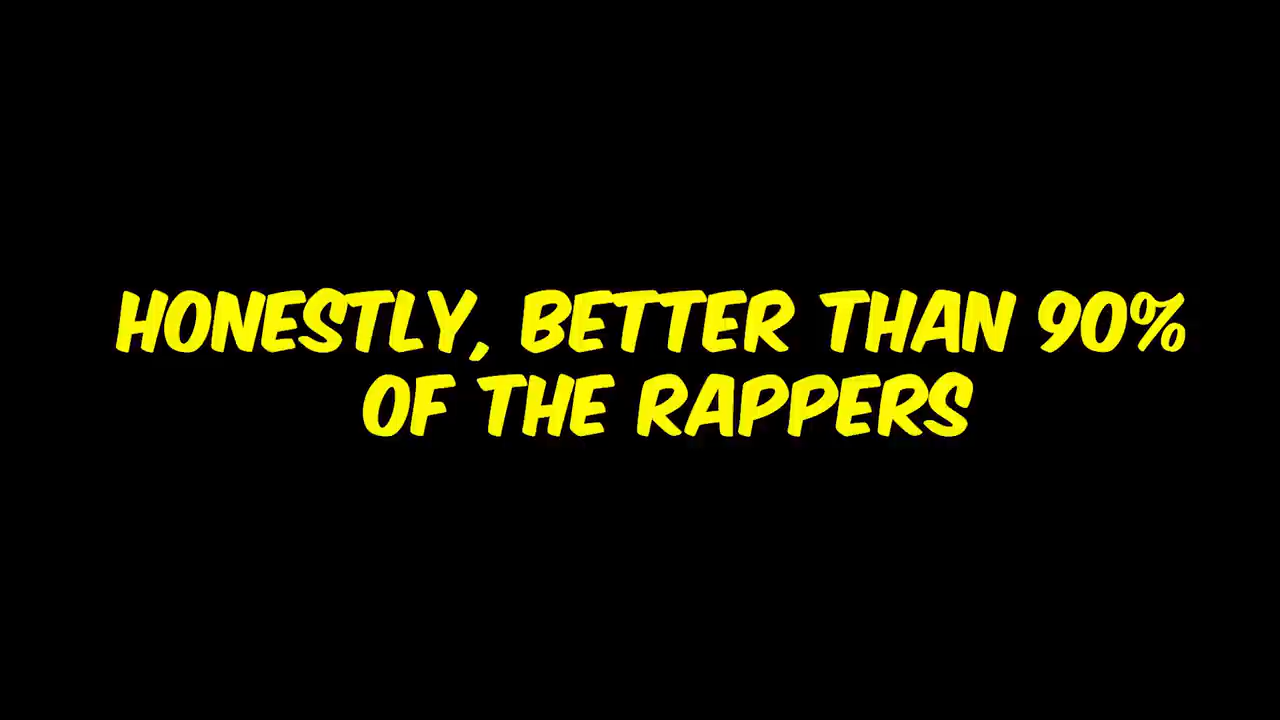 HONESTLY, BETTER THAN 90%
OF THE RAPPERS